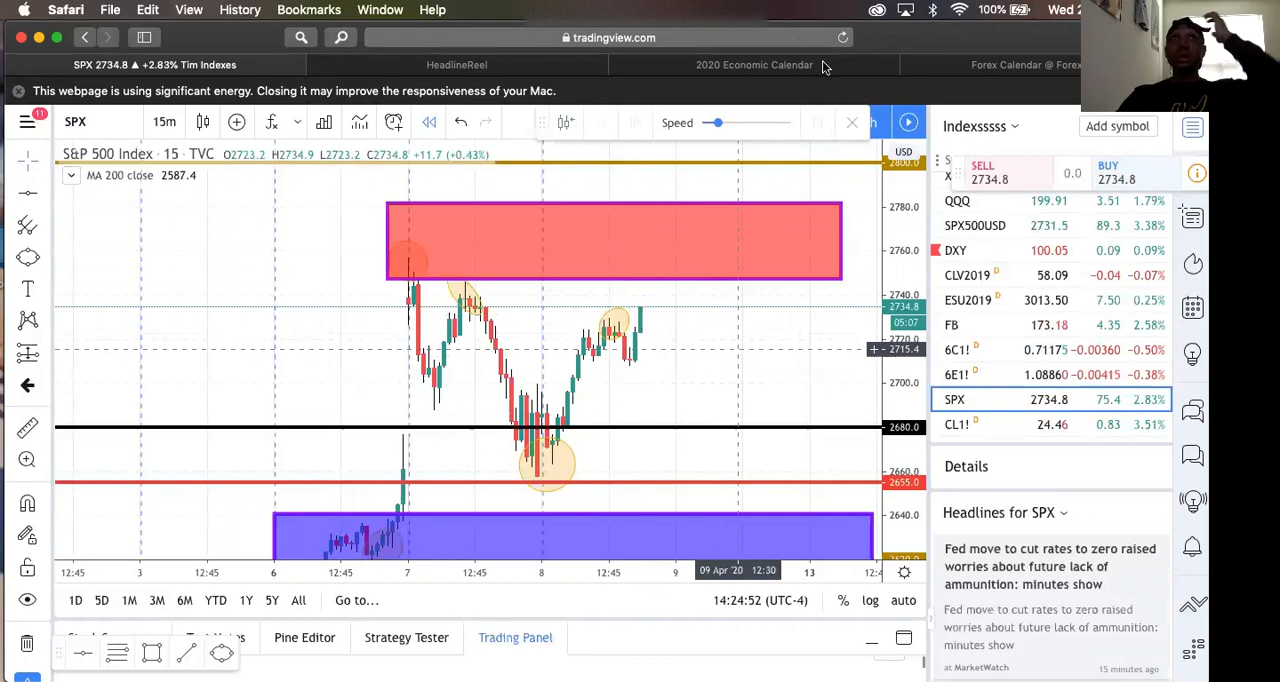 Safari File Edit View History Bookmarks Window Help 100% Wed 2
tradingview.com
SPX 2734.8 ▲ +2.83% Tim Indexes HeadlineReel 2020 Economic Calendar Forex Calendar @ Forex
This webpage is using significant energy. Closing it may improve the responsiveness of your Mac.
11 SPX 15m Speed h Indexsssss Add symbol
S&P 500 Index · 15 · TVC O2723.2 H2734.9 L2723.2 C2734.8 +11.7 (+0.43%) USD
2800.0
MA 200 close 2587.4
SELL 2734.8 0.0 BUY 2734.8
QQQ 199.91 3.51 1.79%
SPX500USD 2731.5 89.3 3.38%
DXY 100.05 0.09 0.09%
CLV2019 D 58.09 -0.04 -0.07%
ESU2019 D 3013.50 7.50 0.25%
FB 173.18 4.35 2.58%
6C1! D 0.71175 -0.00360 -0.50%
6E1! D 1.08860 -0.00415 -0.38%
SPX 2734.8 75.4 2.83%
CL1! D 24.46 0.83 3.51%
2780.0
2760.0
2740.0
2734.8
05:07
2720.0
2715.4
2700.0
2680.0
2660.0
2655.0
2640.0
Details
Headlines for SPX
Fed move to cut rates to zero raised
worries about future lack of
ammunition: minutes show
Fed move to cut rates to zero raised
worries about future lack of ammunition:
minutes show
at MarketWatch 15 minutes ago
12:45 3 12:45 6 12:45 7 12:45 8 12:45 9 09 Apr '20 12:30 13 12:4
1D 5D 1M 3M 6M YTD 1Y 5Y All Go to... 14:24:52 (UTC-4) % log auto
Pine Editor Strategy Tester Trading Panel